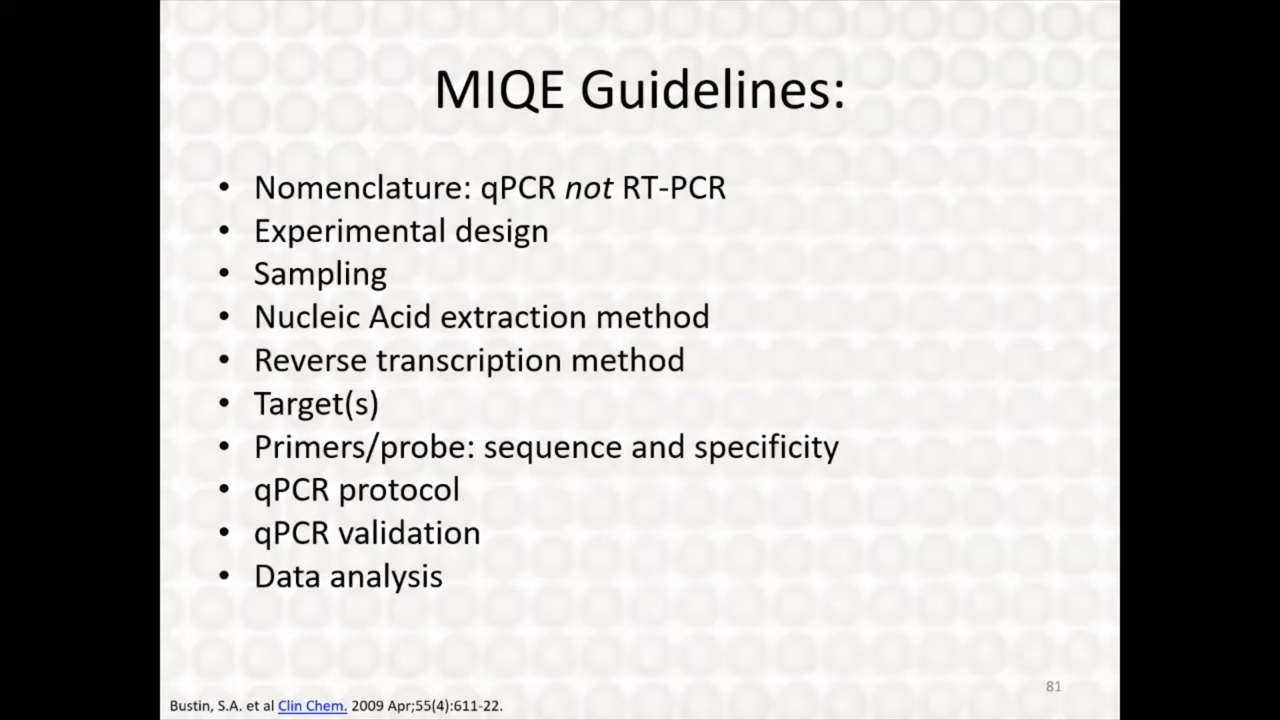 MIQE Guidelines:
• Nomenclature: qPCR not RT-PCR
• Experimental design
• Sampling
• Nucleic Acid extraction method
• Reverse transcription method
• Target(s)
• Primers/probe: sequence and specificity
• qPCR protocol
• qPCR validation
• Data analysis
81
Bustin, S.A. et al Clin Chem. 2009 Apr;55(4):611-22.